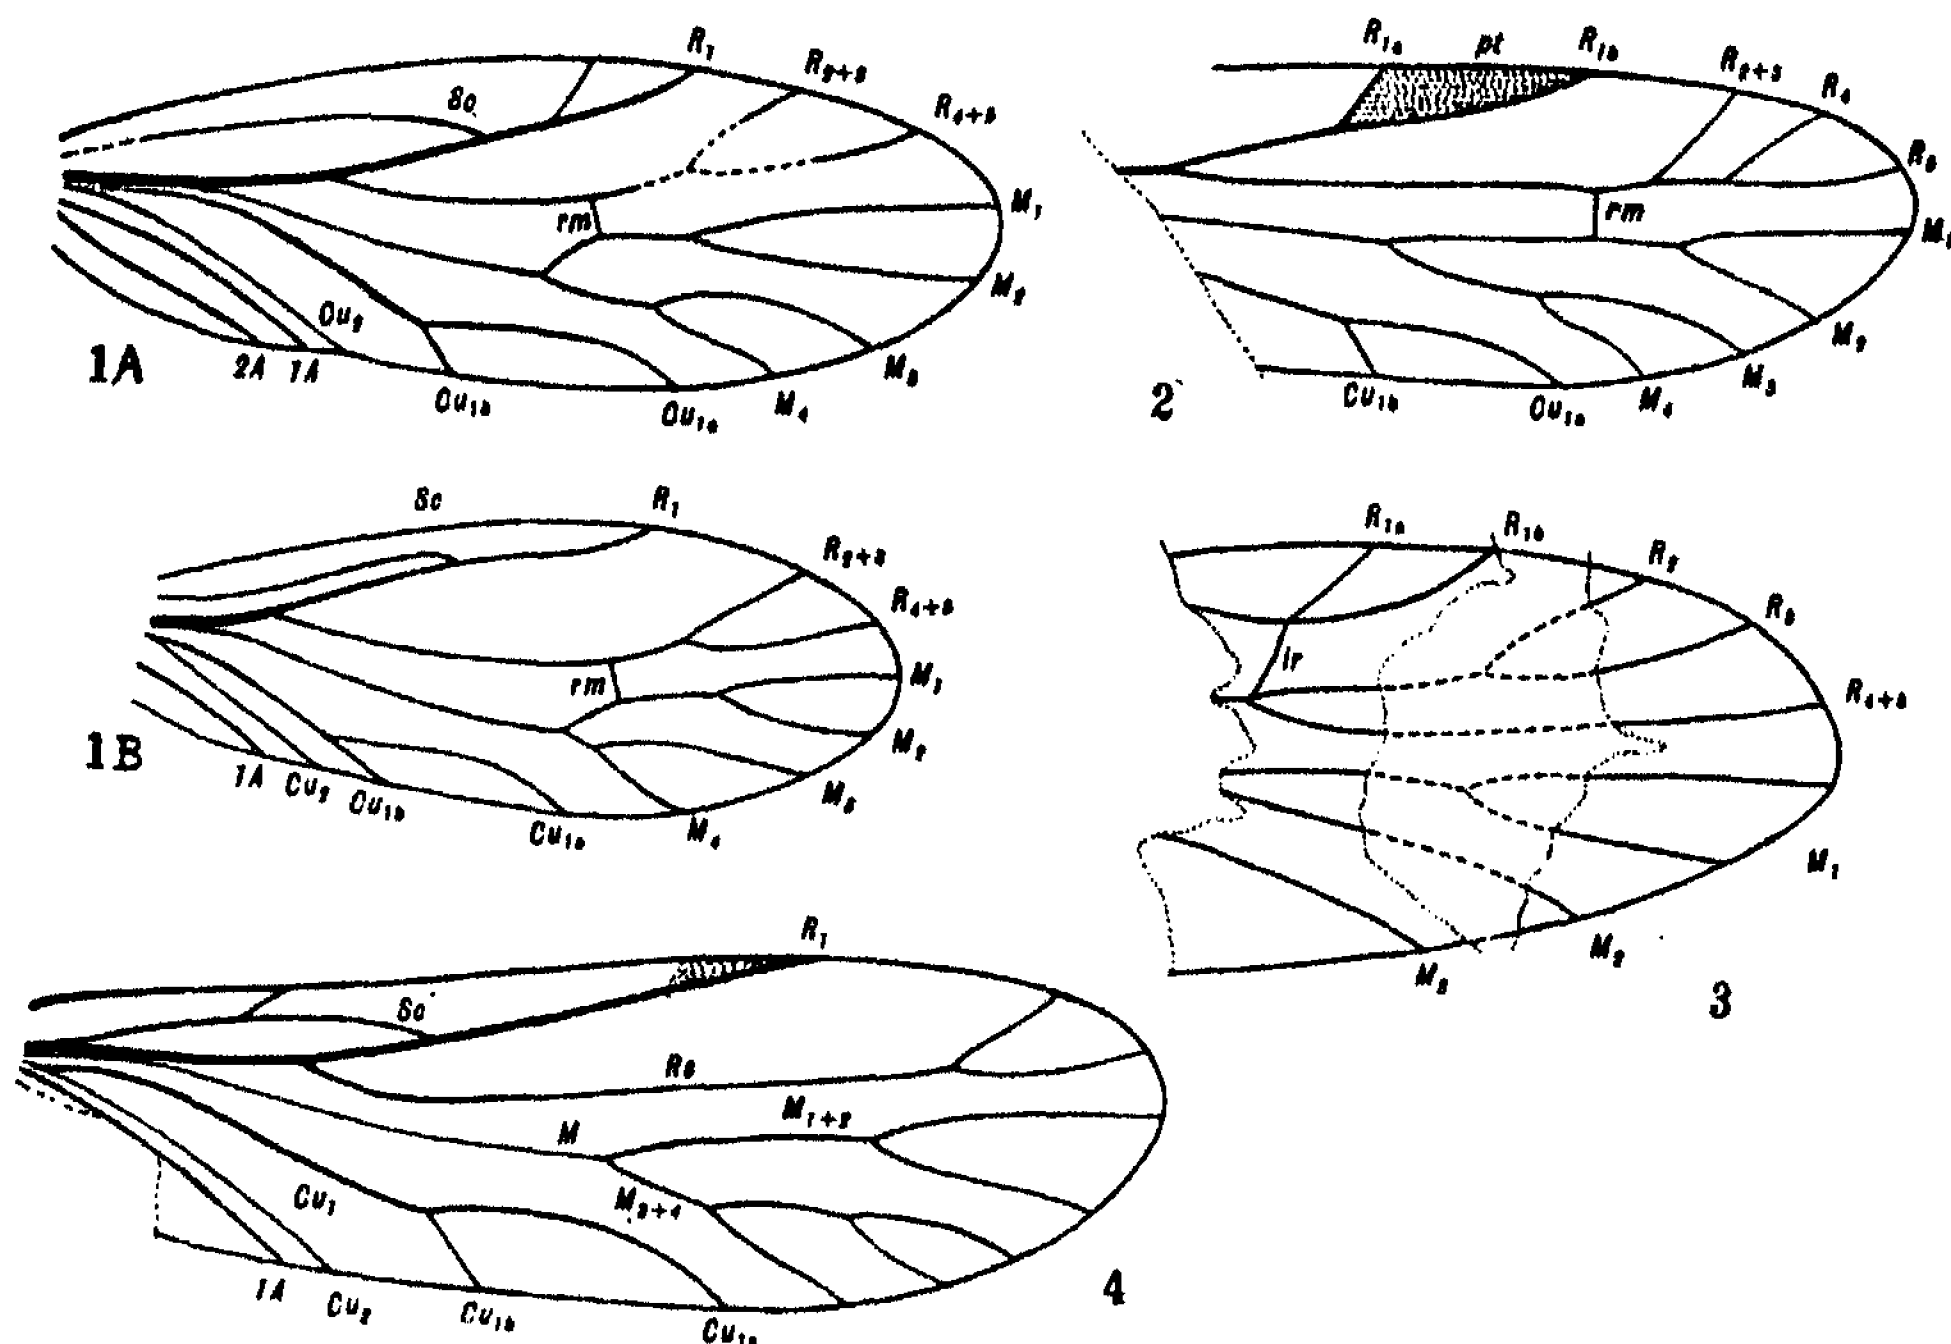 R₁
R₂₊₃
R₄₊₅
Sc
rm
M₁
M₂
M₃
M₄
Cu₁ₐ
Cu₁b
Cu₂
1A
2A
1A
R₁ₐ
pt
R₁b
R₂₊₃
R₄
R₅
rm
M₁
M₂
M₃
M₄
Cu₁ₐ
Cu₁b
2
Sc
R₁
R₂₊₃
R₄₊₅
rm
M₁
M₂
M₃
M₄
Cu₁ₐ
Cu₁b
Cu₂
1A
1B
R₁ₐ
R₁b
R₂
R₃
ir
R₄₊₅
M₁
M₂
M₃
3
R₁
Sc
Rs
M₁₊₂
M
M₃₊₄
Cu₁
1A
Cu₂
Cu₁b
Cu₁ₐ
4